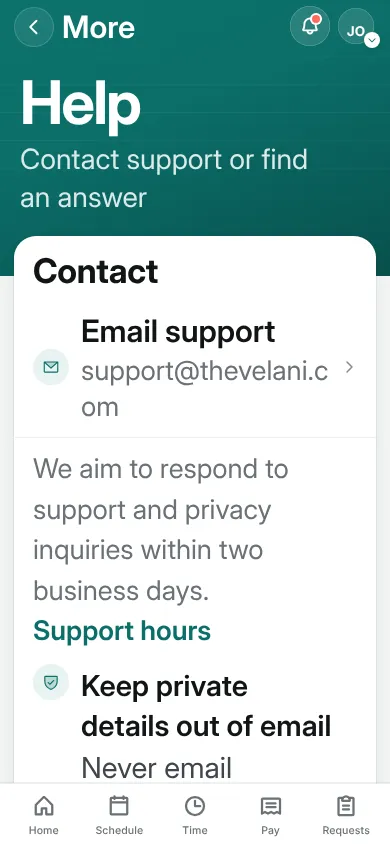 More
JO
Help
Contact support or find
an answer
Contact
Email support
support@thevelani.c
om
We aim to respond to
support and privacy
inquiries within two
business days.
Support hours
Keep private
details out of email
Never email
Home
Schedule
Time
Pay
Requests